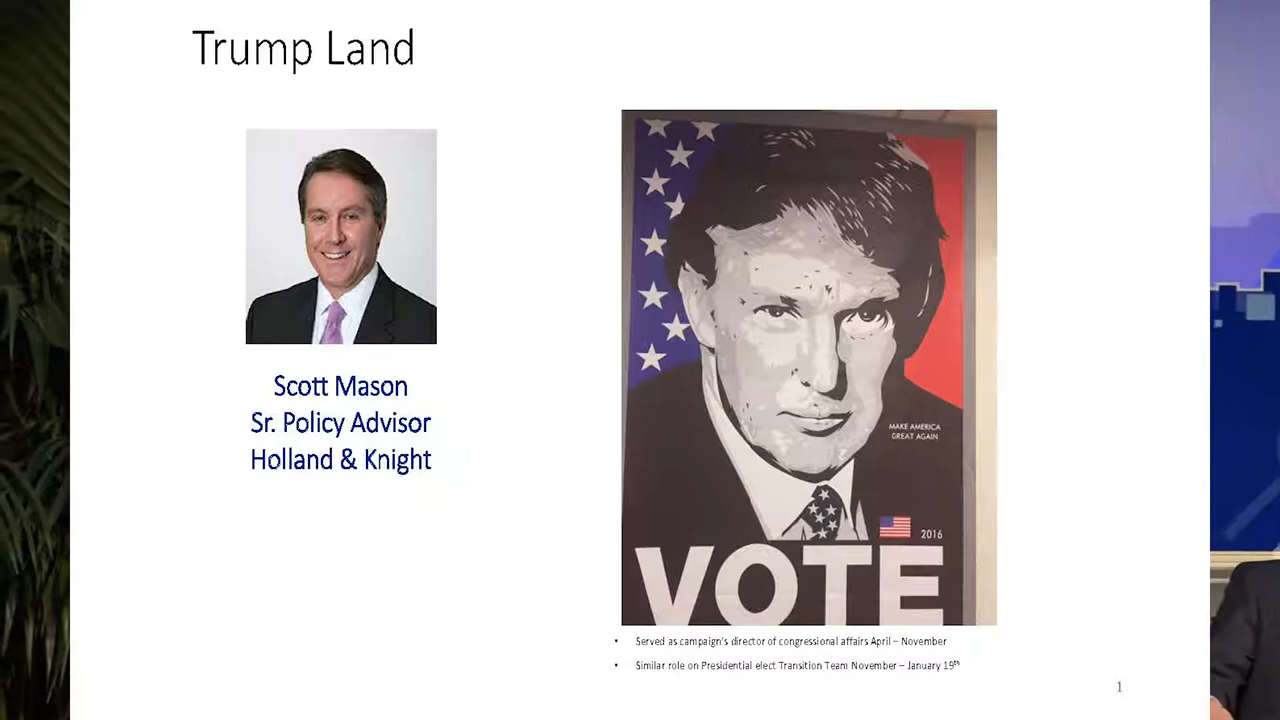 Trump Land
Scott Mason
Sr. Policy Advisor
Holland & Knight
MAKE AMERICA
GREAT AGAIN
2016
VOTE
• Served as campaign's director of congressional affairs April – November
• Similar role on Presidential elect Transition Team November – January 19th
1